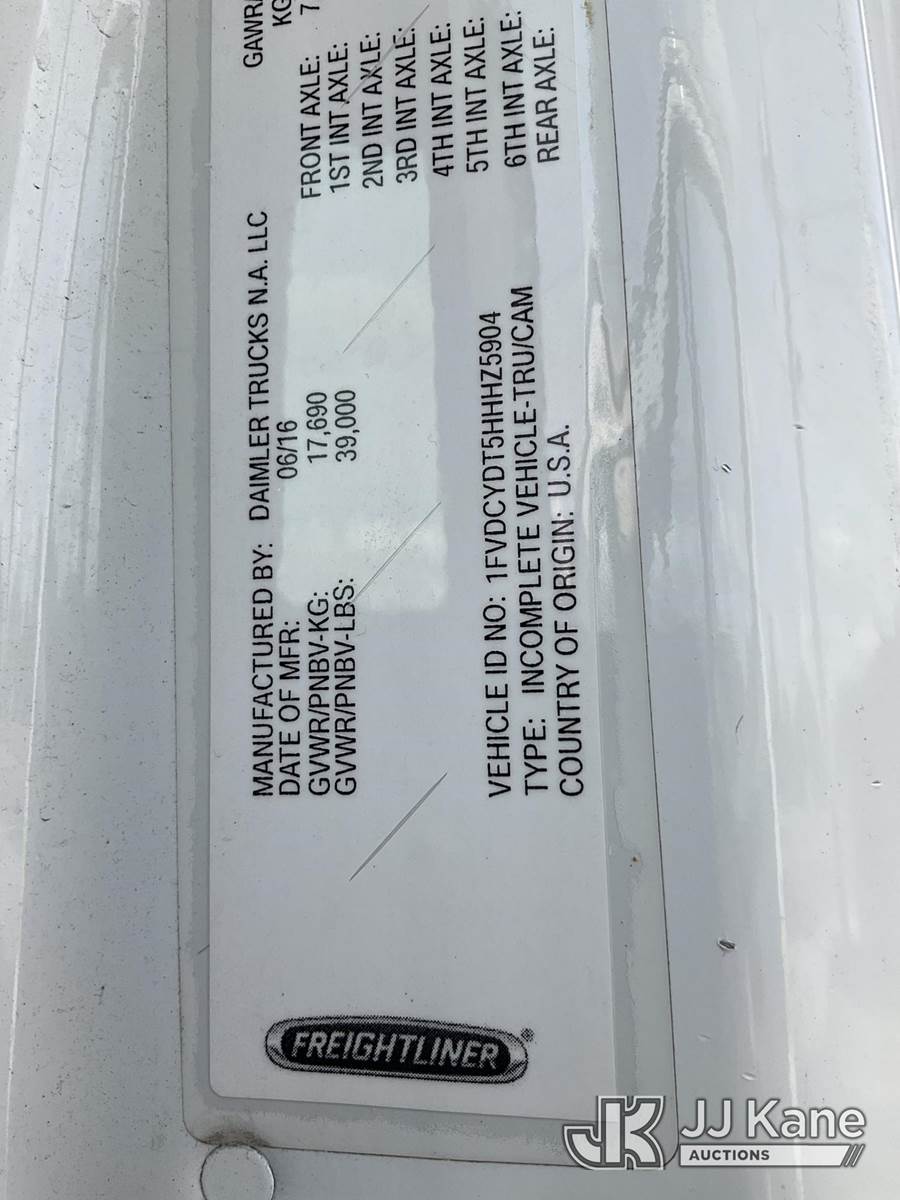 MANUFACTURED BY: DAIMLER TRUCKS N.A. LLC
DATE OF MFR: 06/16
GVWR/PNBV-KG: 17,690
GVWR/PNBV-LBS: 39,000
VEHICLE ID NO: 1FVDCYDT5HHHZ5904
TYPE: INCOMPLETE VEHICLE-TRU/CAM
COUNTRY OF ORIGIN: U.S.A.
KG
7
FRONT AXLE:
1ST INT AXLE:
2ND INT AXLE:
3RD INT AXLE:
4TH INT AXLE:
5TH INT AXLE:
6TH INT AXLE:
REAR AXLE:
FREIGHTLINER®
JK JJ Kane
AUCTIONS